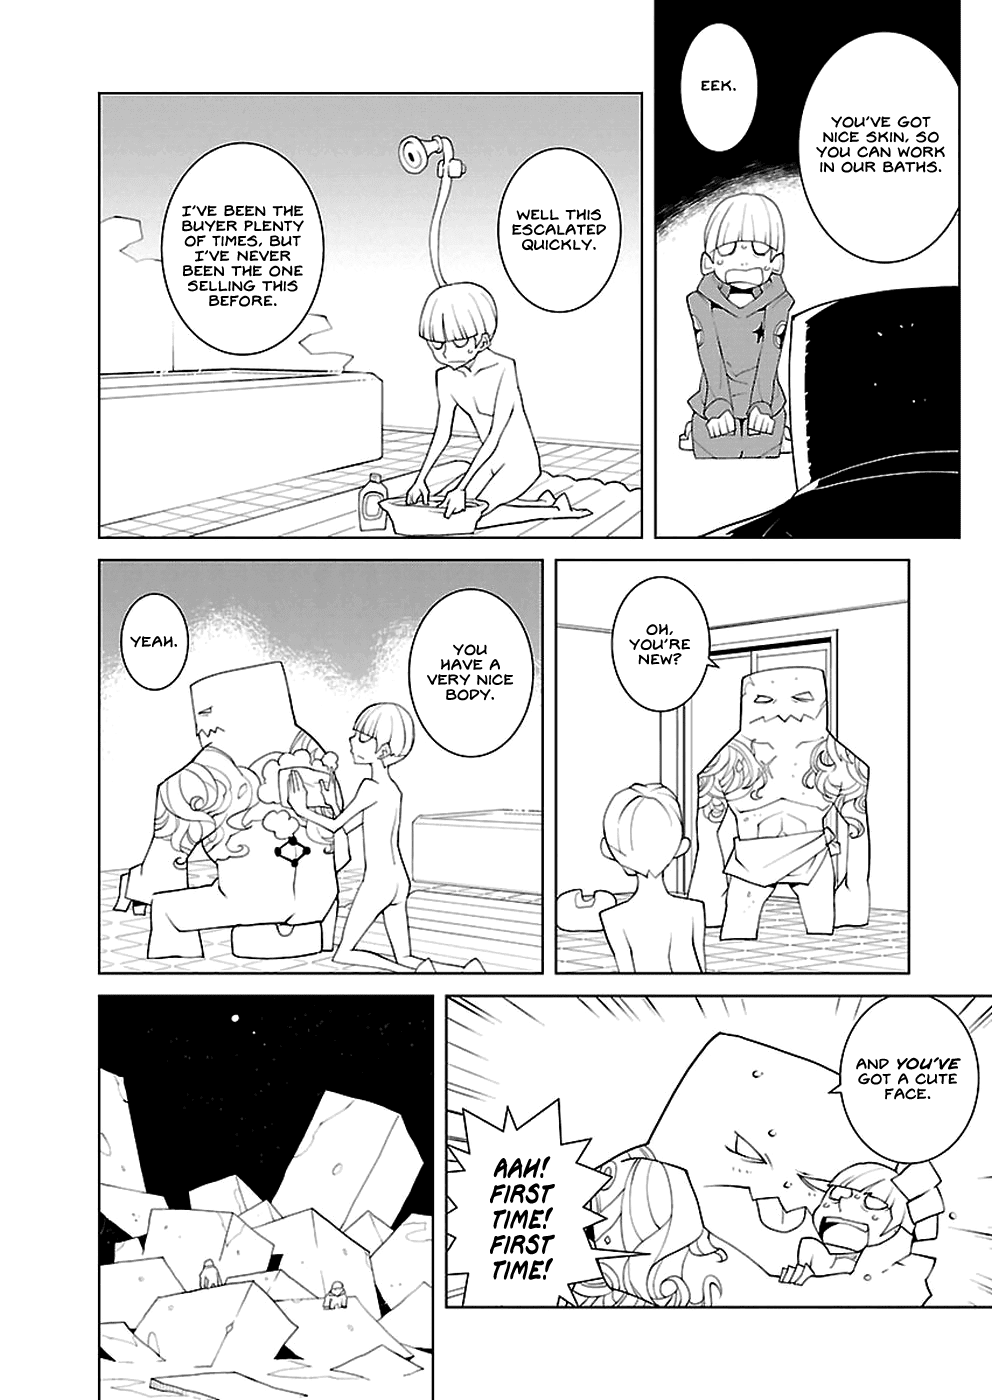 YOU'VE GOT
NICE SKIN, SO
YOU CAN WORK
IN OUR BATHS.
EEK.
WELL THIS
ESCALATED
QUICKLY.
I'VE BEEN THE
BUYER PLENTY
OF TIMES, BUT
I'VE NEVER
BEEN THE ONE
SELLING THIS
BEFORE.
OH,
YOU'RE
NEW?
YOU
HAVE A
VERY NICE
BODY.
YEAH.
AND YOU'VE
GOT A CUTE
FACE.
AAH!
FIRST
TIME!
FIRST
TIME!